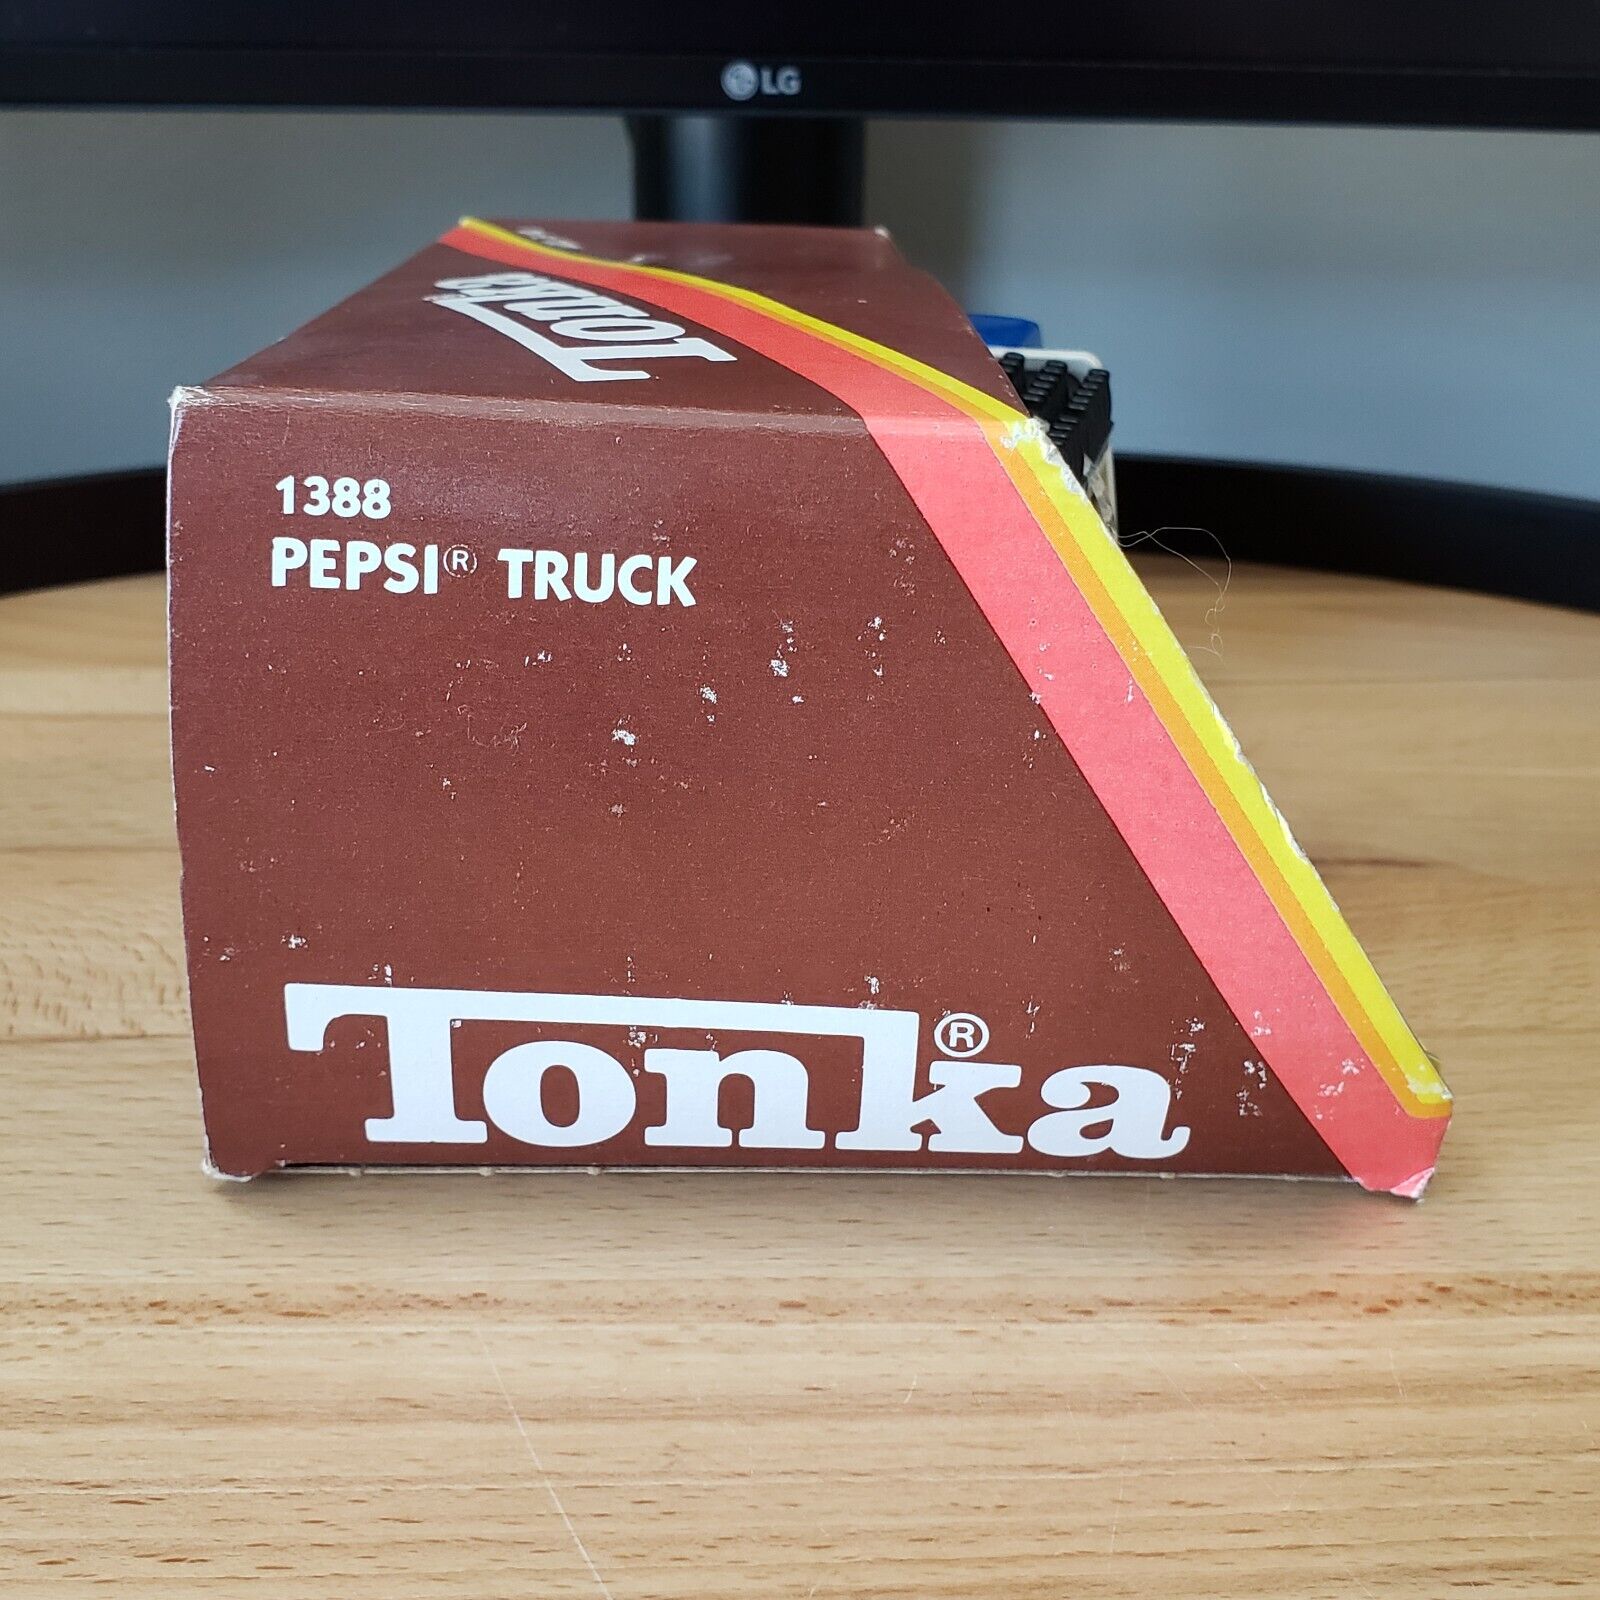 LG
Tonka
1388
PEPSI® TRUCK
Tonka®